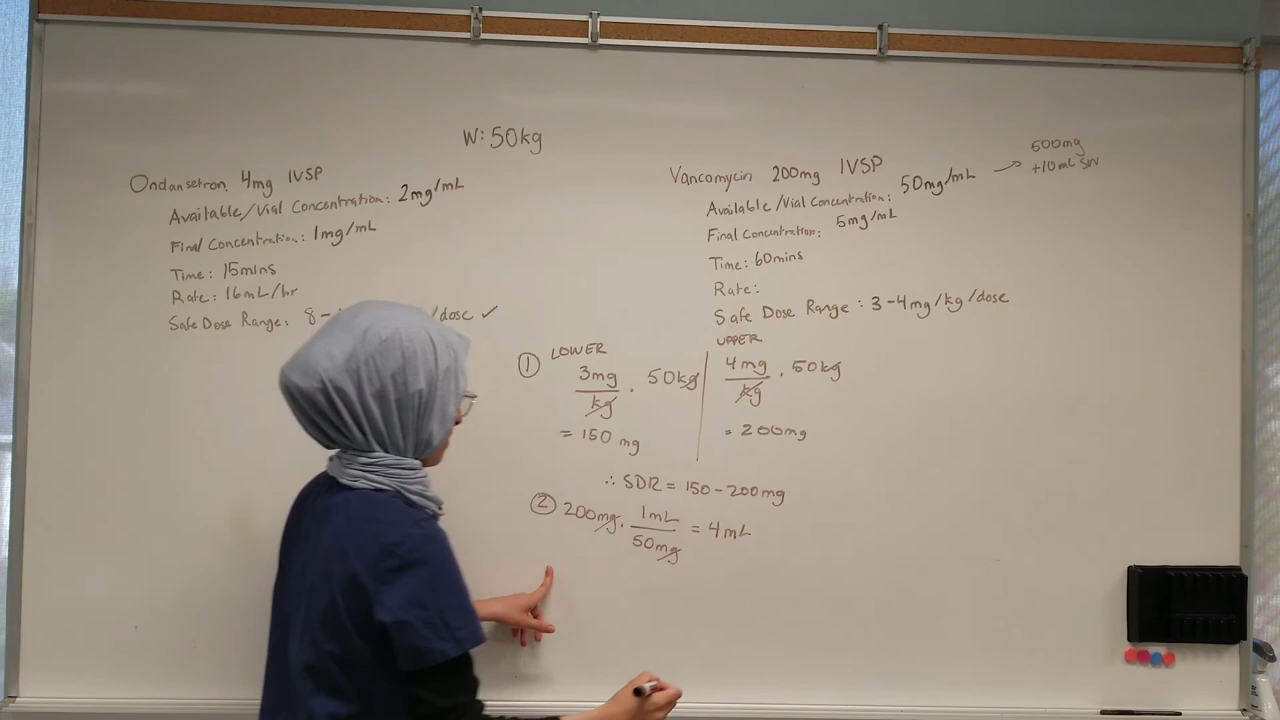 W: 50kg
Ondansetron 4mg IVSP
Available/Vial Concentration: 2mg/mL
Final Concentration: 1mg/mL
Time: 15mins
Rate: 16mL/hr
Safe Dose Range: 8- /dose ✓
Vancomycin 200mg IVSP
Available/Vial Concentration: 50mg/mL →
500mg
+10mL SW
Final Concentration: 5mg/mL
Time: 60mins
Rate:
Safe Dose Range: 3-4mg/kg/dose
① LOWER
3mg
kg
. 50kg
= 150 mg
UPPER
4mg
kg
. 50kg
= 200mg
∴ SDR = 150-200mg
② 200mg . 1mL
50mg
= 4mL